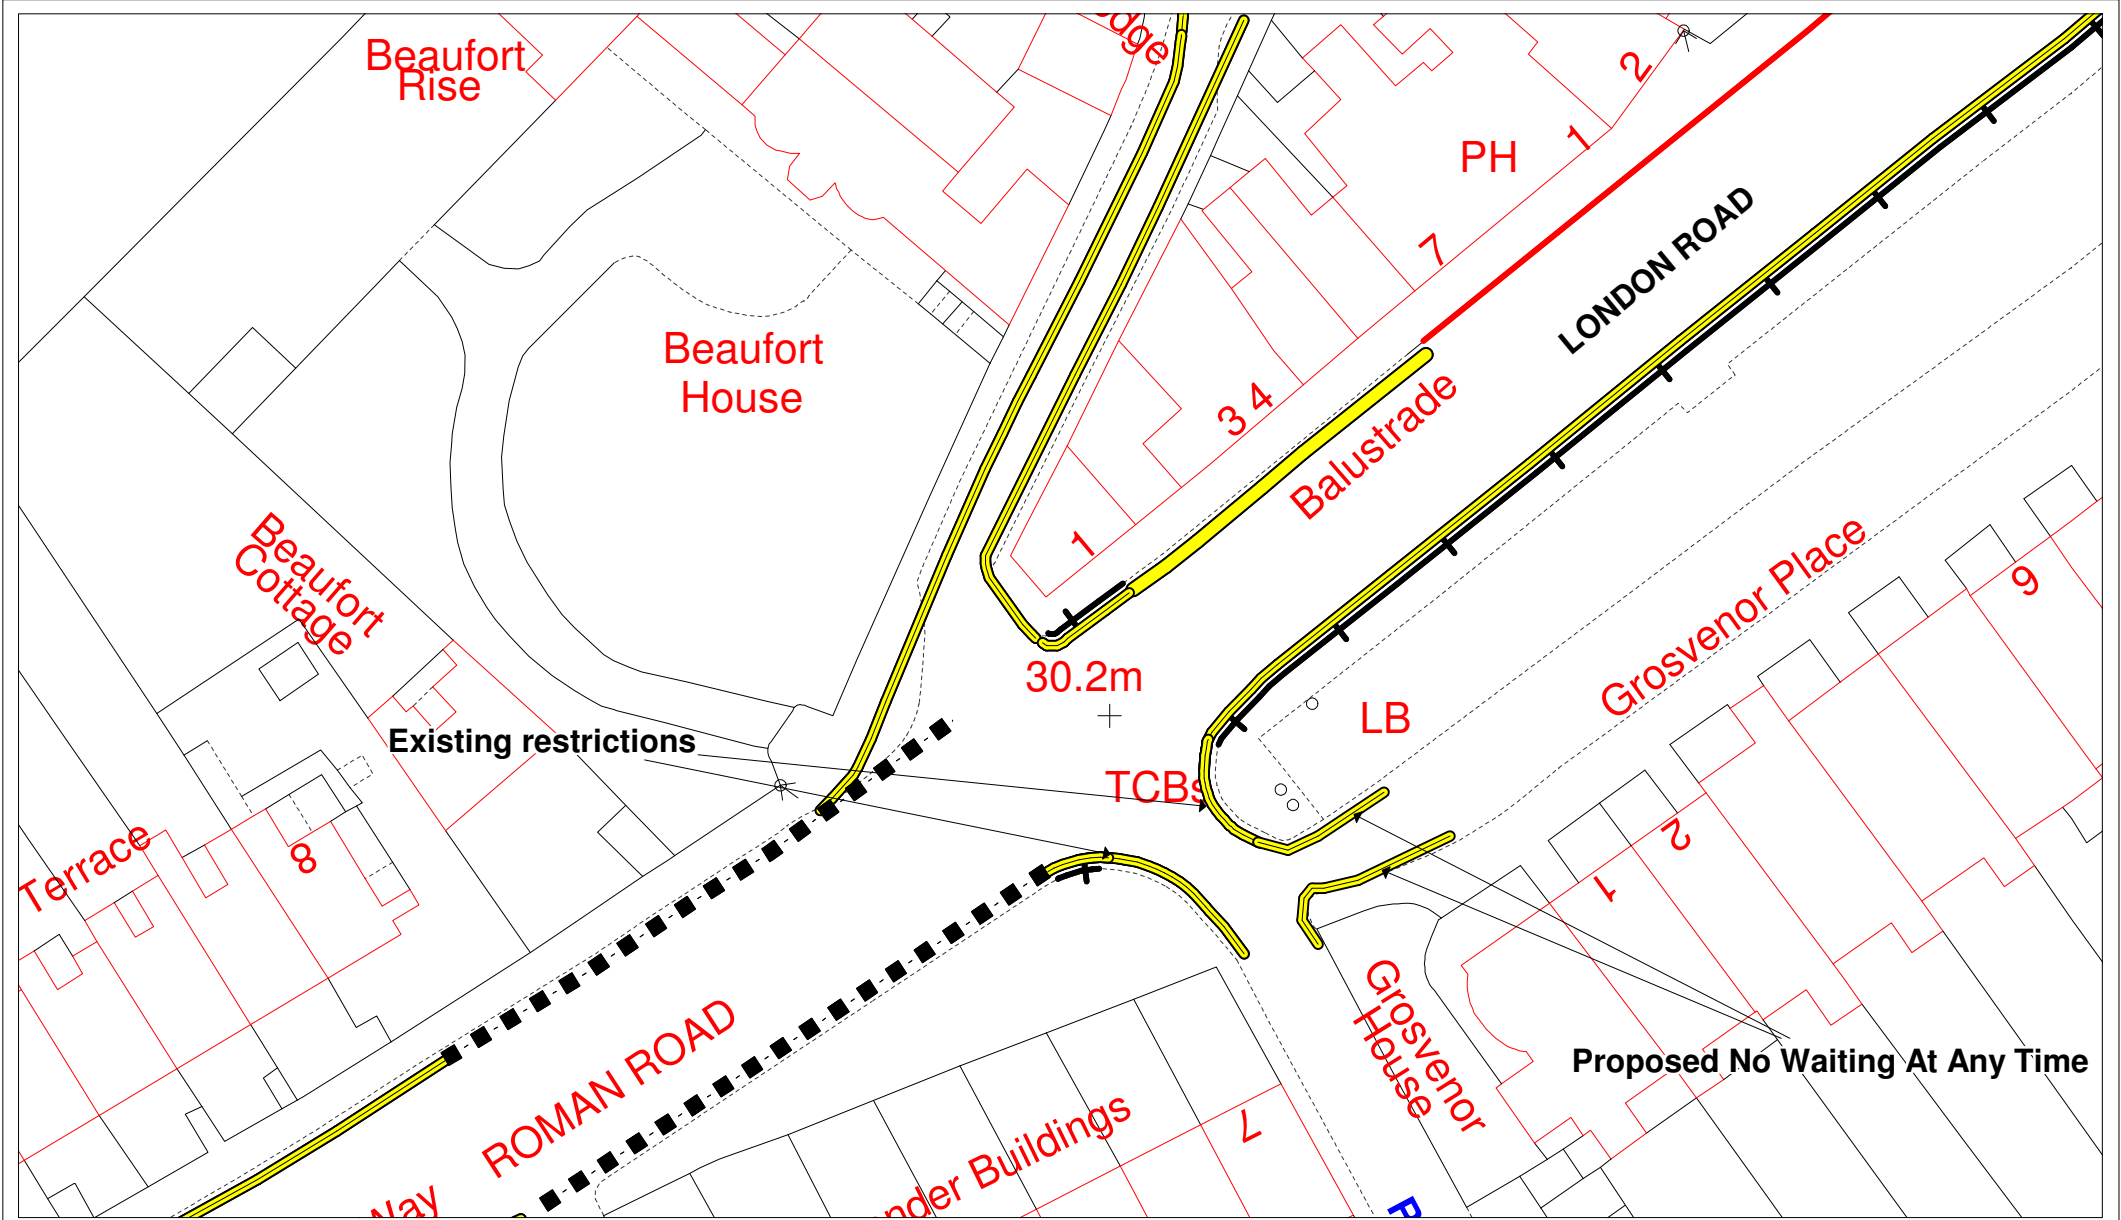 Beaufort
Rise
2
1
PH
7
LONDON ROAD
Beaufort
House
3 4
Balustrade
1
Beaufort
Cottage
Grosvenor Place
9
30.2m
LB
Existing restrictions
TCBs
Terrace
8
2
1
Grosvenor
House
ROMAN ROAD
Proposed No Waiting At Any Time
7
Buildings